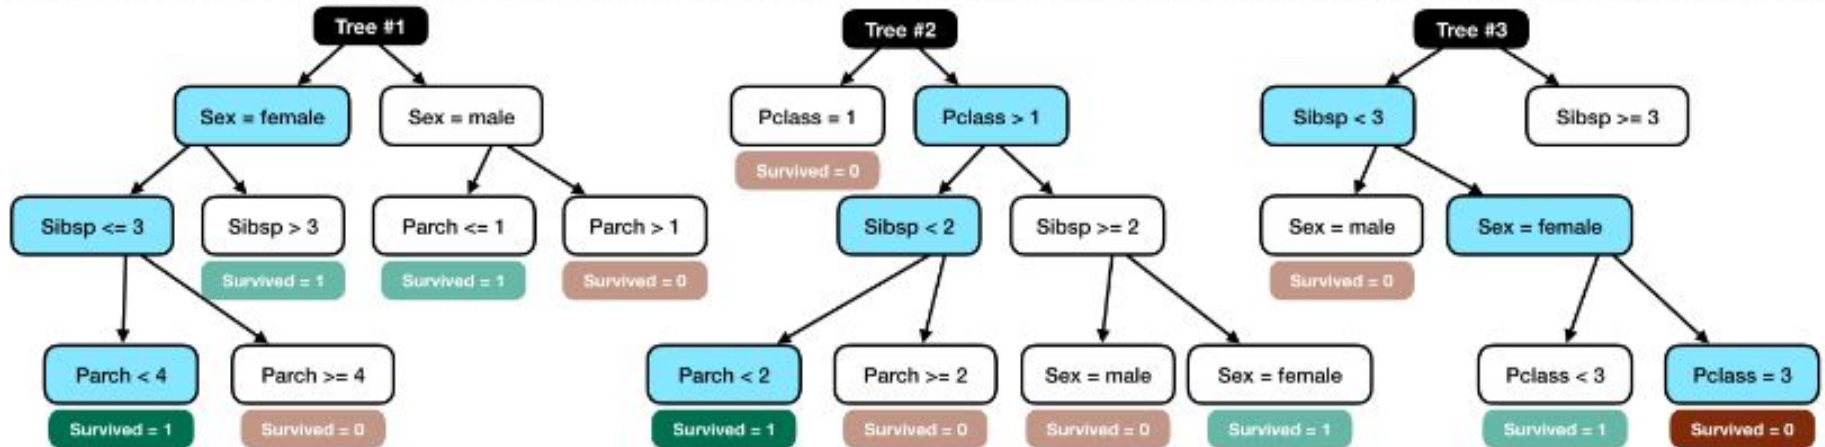 Tree #1
Tree #2
Tree #3
Sex = female
Sex = male
Pclass = 1
Pclass > 1
Sibsp < 3
Sibsp >= 3
Survived = 0
Sibsp <= 3
Sibsp > 3
Parch <= 1
Parch > 1
Sibsp < 2
Sibsp >= 2
Sex = male
Sex = female
Survived = 1
Survived = 1
Survived = 0
Survived = 0
Parch < 4
Parch >= 4
Parch < 2
Parch >= 2
Sex = male
Sex = female
Pclass < 3
Pclass = 3
Survived = 1
Survived = 0
Survived = 1
Survived = 0
Survived = 0
Survived = 1
Survived = 1
Survived = 0